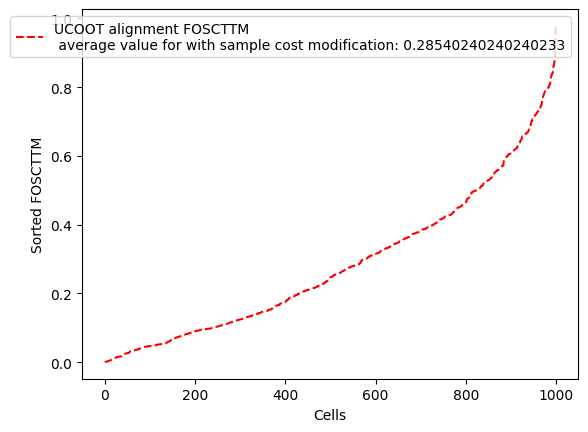 UCOOT alignment FOSCTTM
average value for with sample cost modification: 0.28540240240240233
1.0
0.8
0.6
0.4
0.2
0.0
Sorted FOSCTTM
0 200 400 600 800 1000
Cells